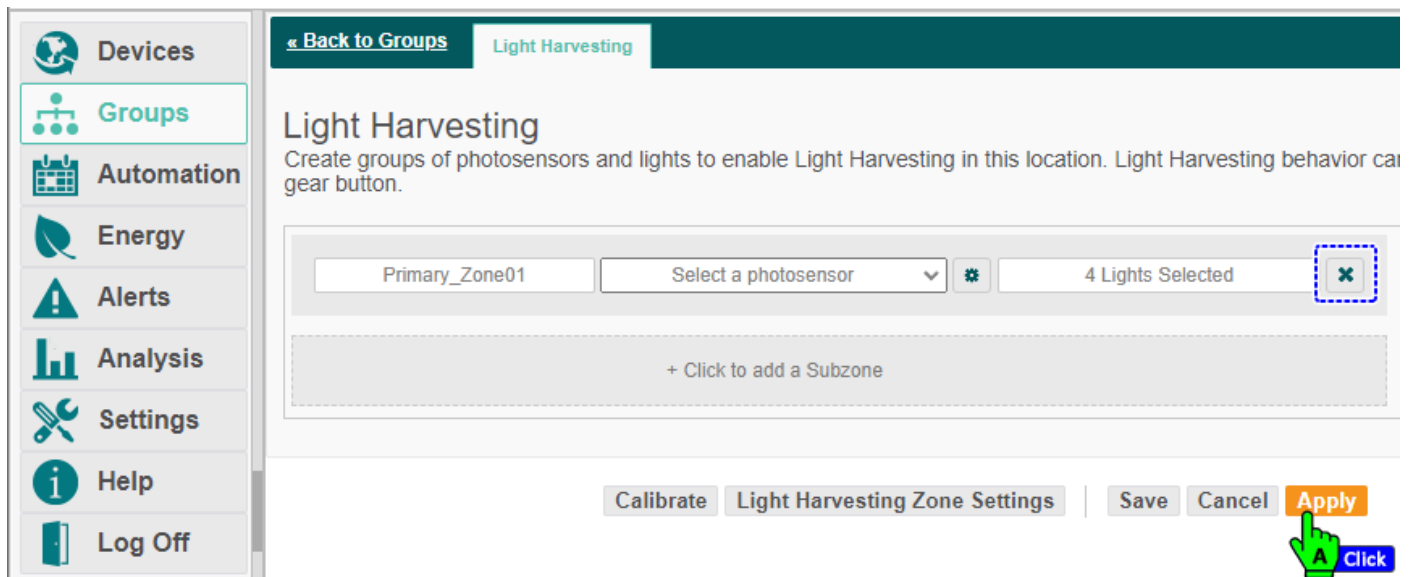 Devices
Groups
Automation
Energy
Alerts
Analysis
Settings
Help
Log Off
« Back to Groups
Light Harvesting
Light Harvesting
Create groups of photosensors and lights to enable Light Harvesting in this location. Light Harvesting behavior
gear button.
Primary_Zone01
Select a photosensor
4 Lights Selected
+ Click to add a Subzone
Calibrate
Light Harvesting Zone Settings
Save
Cancel
Apply
A
Click